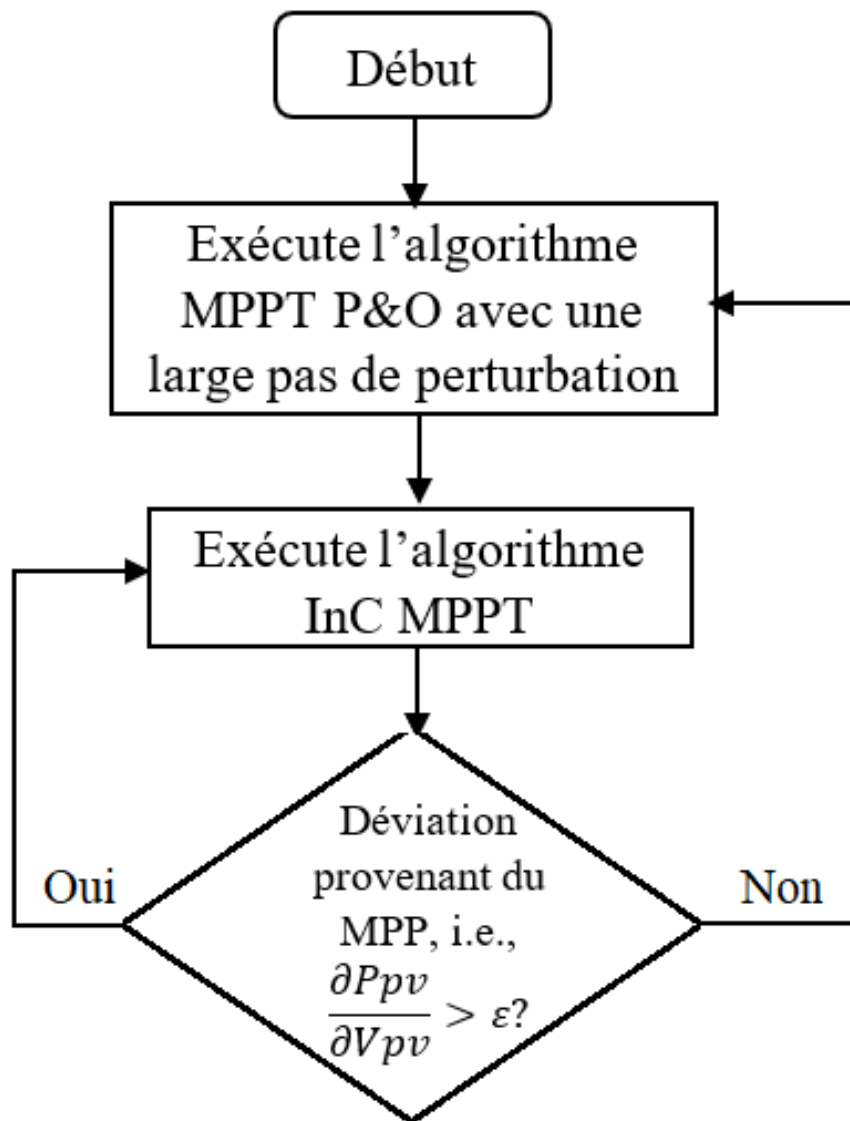 Début
Exécute l’algorithme
MPPT P&O avec une
large pas de perturbation
Exécute l’algorithme
InC MPPT
Déviation
provenant du
MPP, i.e.,
∂Ppv
∂Vpv
> ε?
Oui
Non